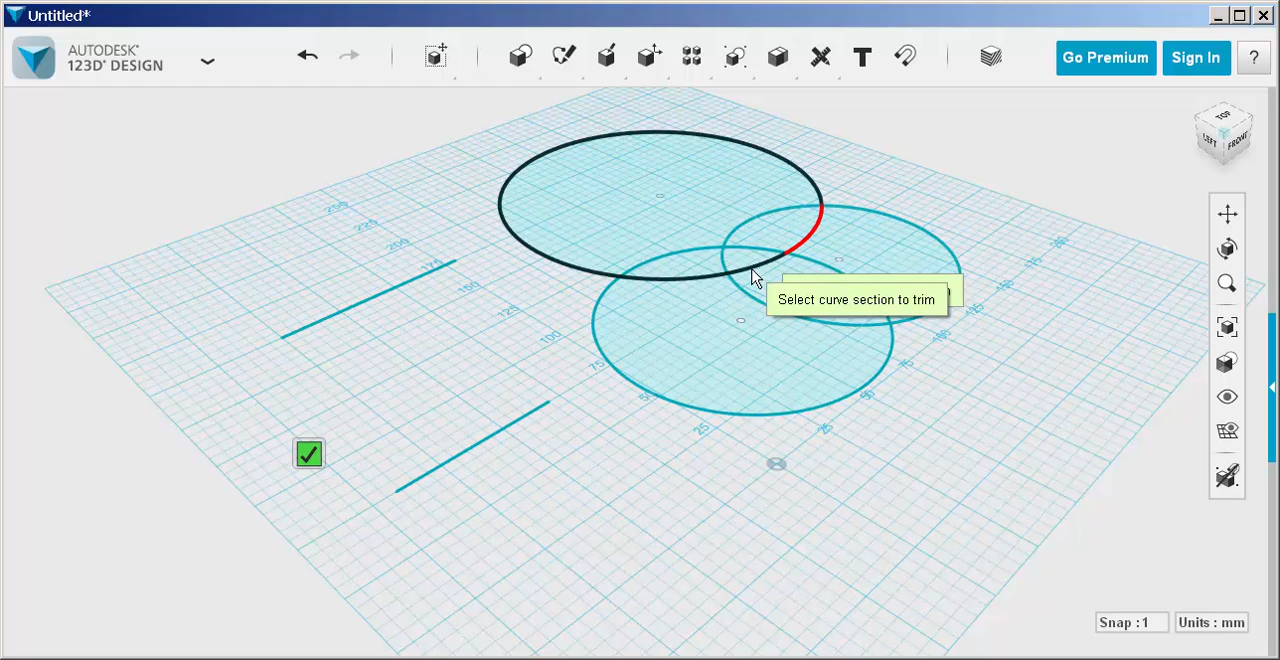 Untitled*
AUTODESK®
123D® DESIGN
Go Premium
Sign In
?
TOP
LEFT
FRONT
250
225
200
175
150
125
100
75
50
25
25
50
75
100
125
150
175
Select curve section to trim
Snap : 1
Units : mm